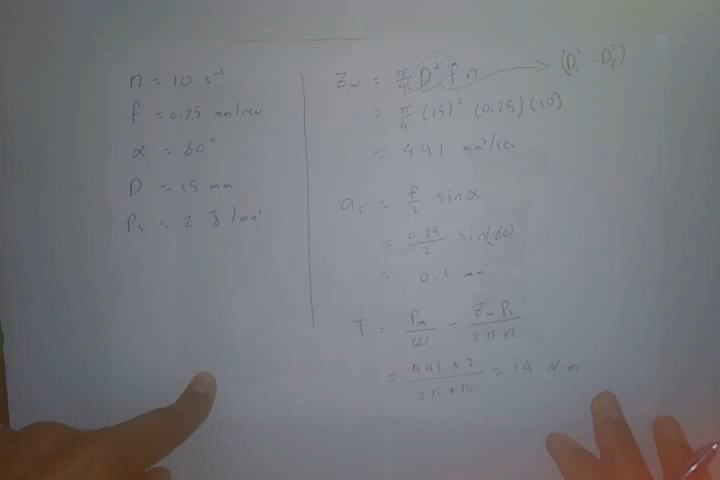 n = 10 s⁻¹
f = 0.25 mm/rev
α = 60°
D = 15 mm
Ps = 2 J/mm³
Zw = π/4 D² f n → (D₁² - D₂²)
= π/4 (15)² (0.25) (10)
= 441 mm³/sec
ac = f/2 sinα
= 0.25/2 sin(60)
= 0.1 mm
T = Pm/ω = Zw Ps/2πn
= 441 * 2/2π * 10 = 14 N m